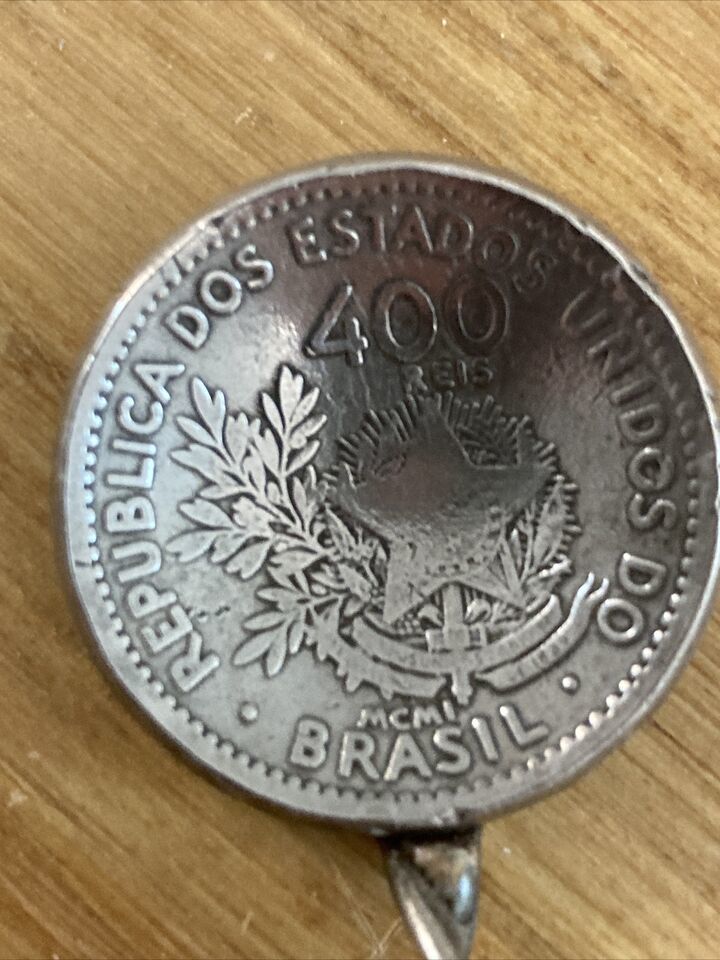 REPUBLICA DOS ESTADOS UNIDOS DO
BRASIL
400
REIS
MCMI